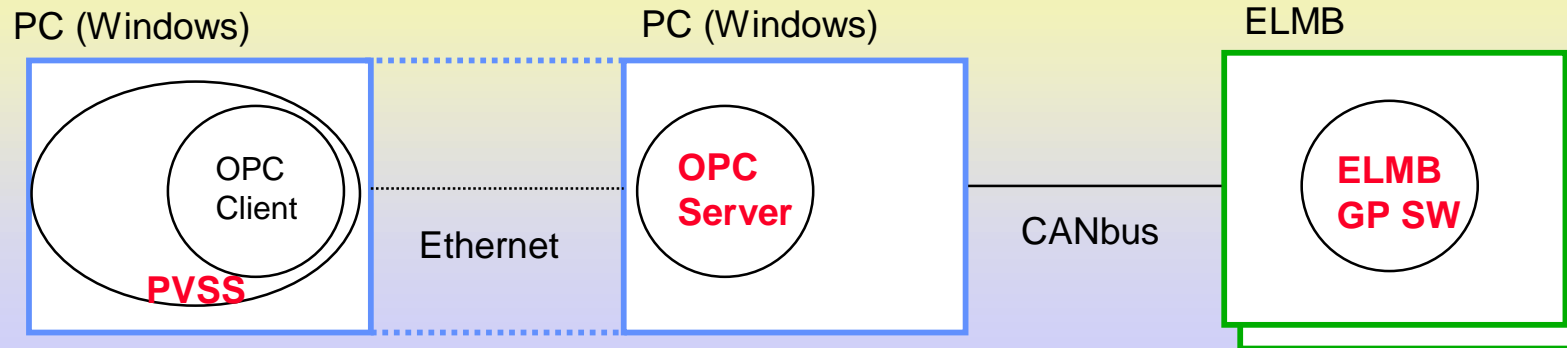 PC (Windows)
PC (Windows)
ELMB
OPC
Client
PVSS
Ethernet
OPC
Server
CANbus
ELMB
GP SW